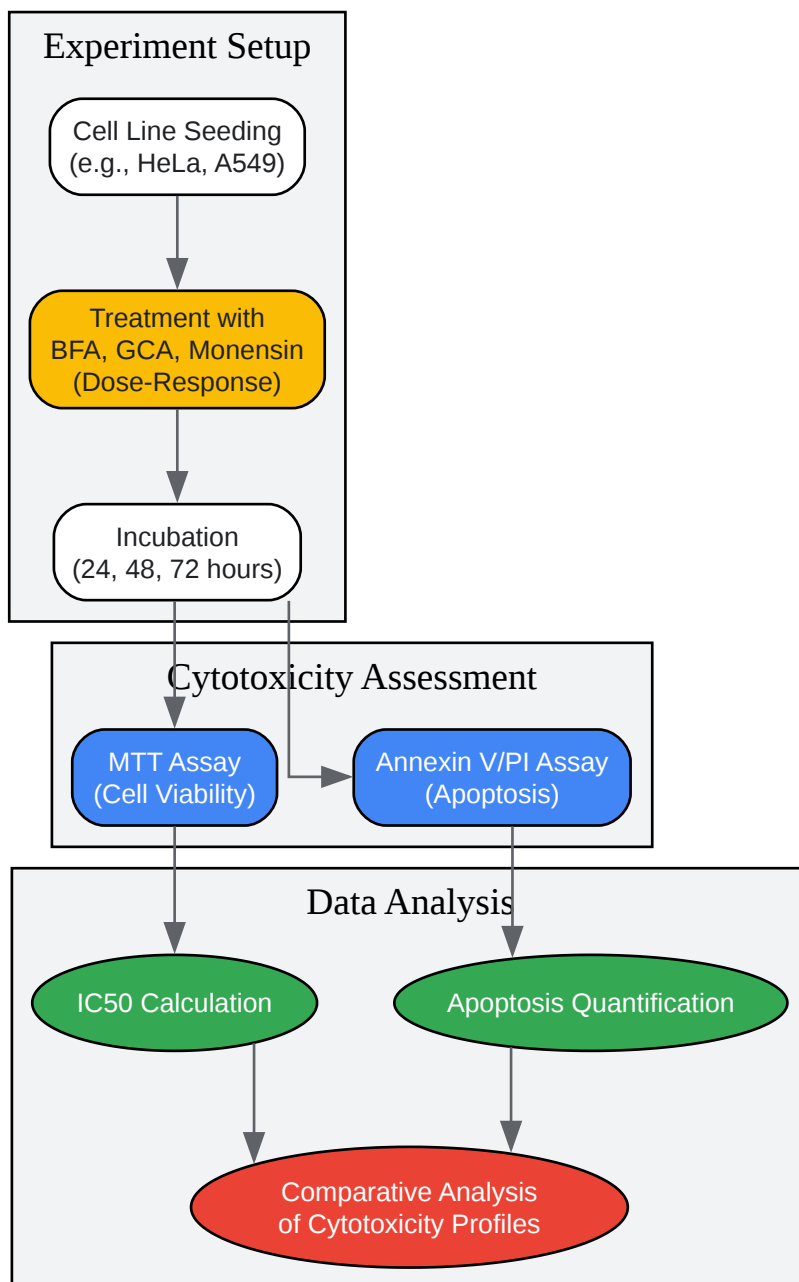 Experiment Setup
Cell Line Seeding
(e.g., HeLa, A549)
Treatment with
BFA, GCA, Monensin
(Dose-Response)
Incubation
(24, 48, 72 hours)
Cytotoxicity Assessment
MTT Assay
(Cell Viability)
Annexin V/PI Assay
(Apoptosis)
Data Analysis
IC50 Calculation
Apoptosis Quantification
Comparative Analysis
of Cytotoxicity Profiles